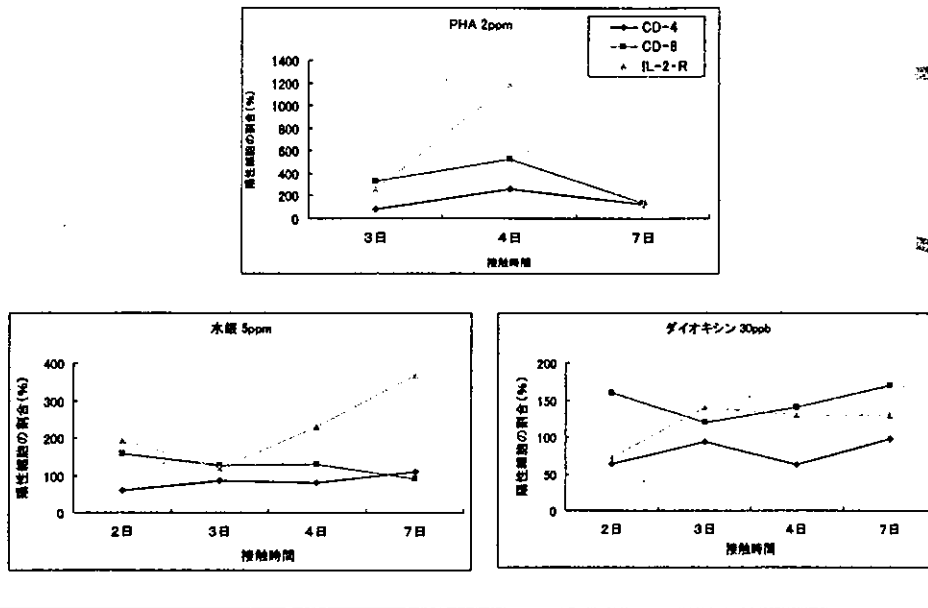 PHA 2ppm
CD-4
CD-8
IL-2-R
陽性細胞の割合(%)
1400
1200
1000
800
600
400
200
0
3日
4日
7日
接触時間
水銀 5ppm
陽性細胞の割合(%)
400
300
200
100
0
2日
3日
4日
7日
接触時間
ダイオキシン 30ppb
陽性細胞の割合(%)
200
150
100
50
0
2日
3日
4日
7日
接触時間